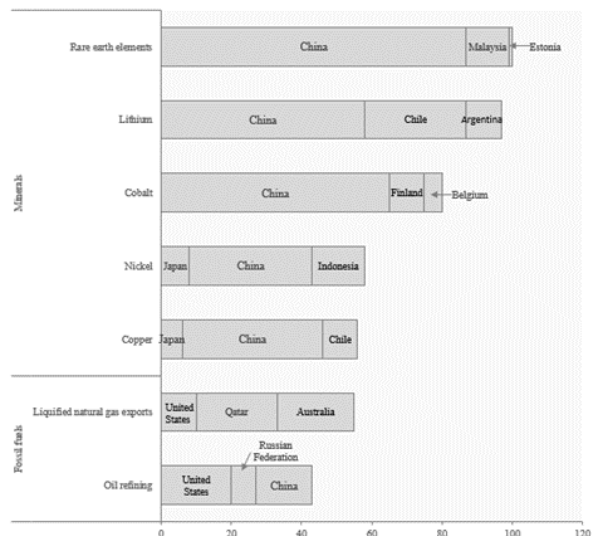 Minerals
Rare earth elements
China
Malaysia
Estonia
Lithium
China
Chile
Argentina
Cobalt
China
Finland
Belgium
Nickel
Japan
China
Indonesia
Copper
Japan
China
Chile
Fossil fuels
Liquified natural gas exports
United
States
Qatar
Australia
Oil refining
United
States
Russian
Federation
China
0
20
40
60
80
100
120